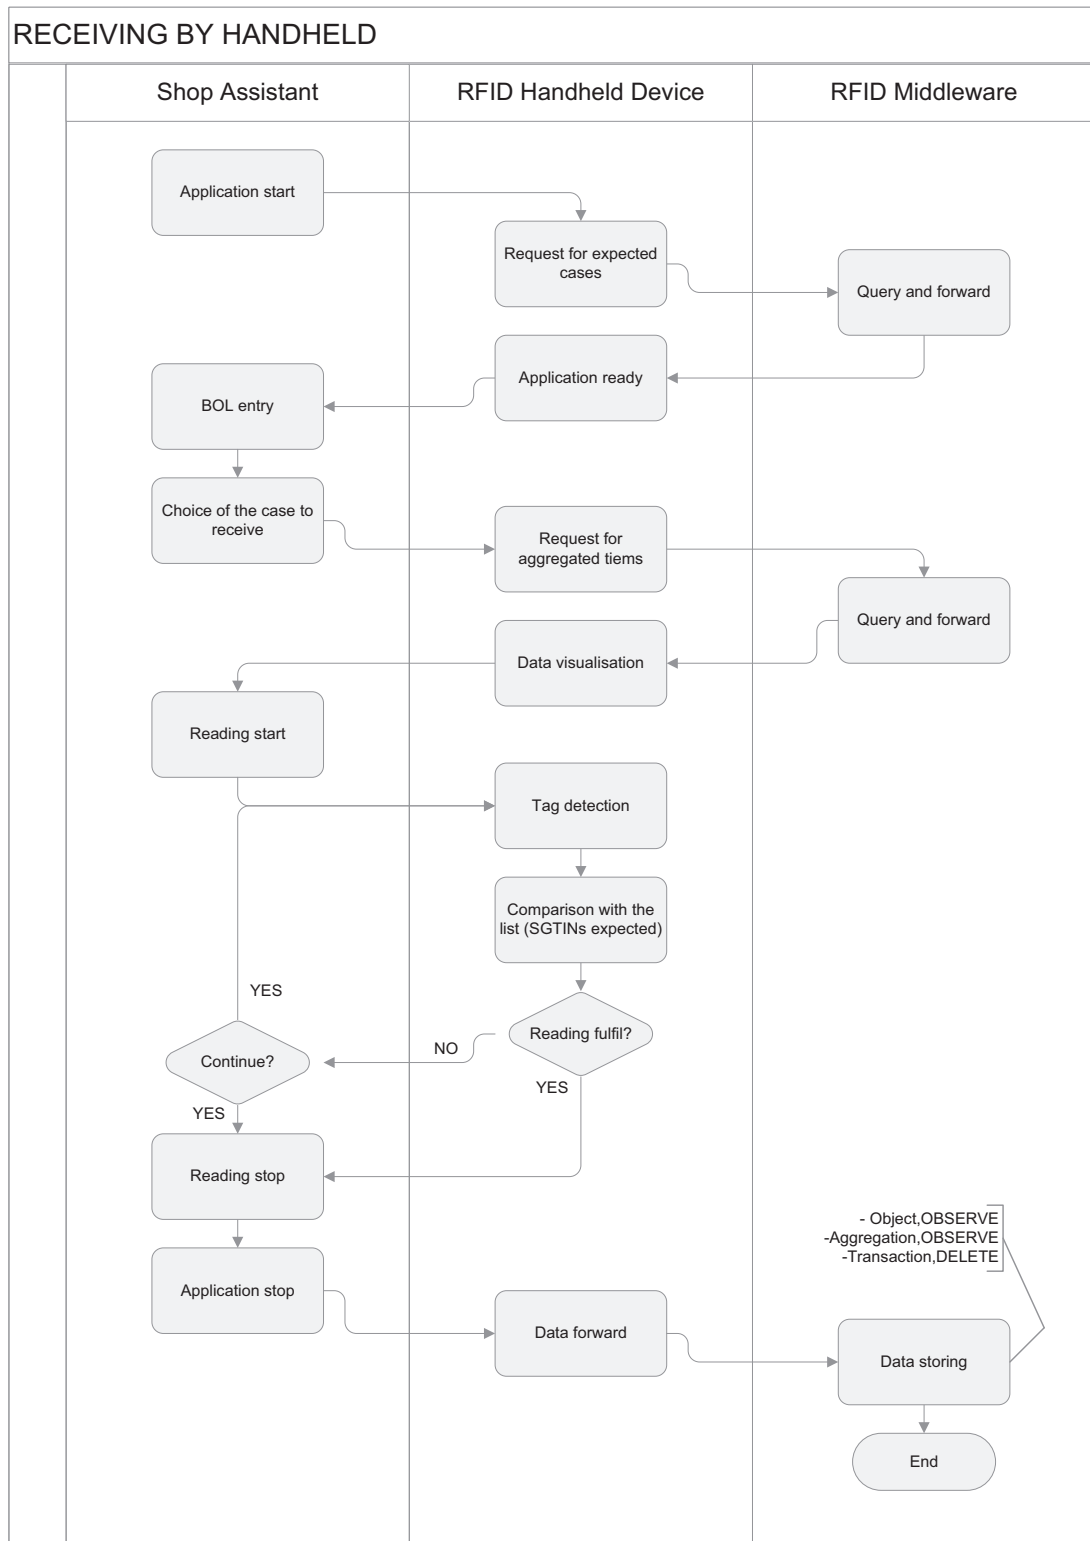 RECEIVING BY HANDHELD
Shop Assistant
RFID Handheld Device
RFID Middleware
Application start
Request for expected
cases
Query and forward
Application ready
BOL entry
Choice of the case to
receive
Request for
aggregated tiems
Query and forward
Data visualisation
Reading start
Tag detection
Comparison with the
list (SGTINs expected)
YES
Reading fulfil?
NO
Continue?
YES
YES
Reading stop
- Object,OBSERVE
-Aggregation,OBSERVE
-Transaction,DELETE
Application stop
Data forward
Data storing
End